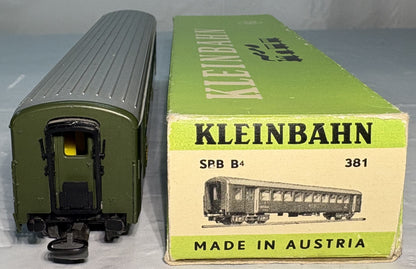 KLEINBAHN
KLEINBAHN
SPB B4 381
MADE IN AUSTRIA